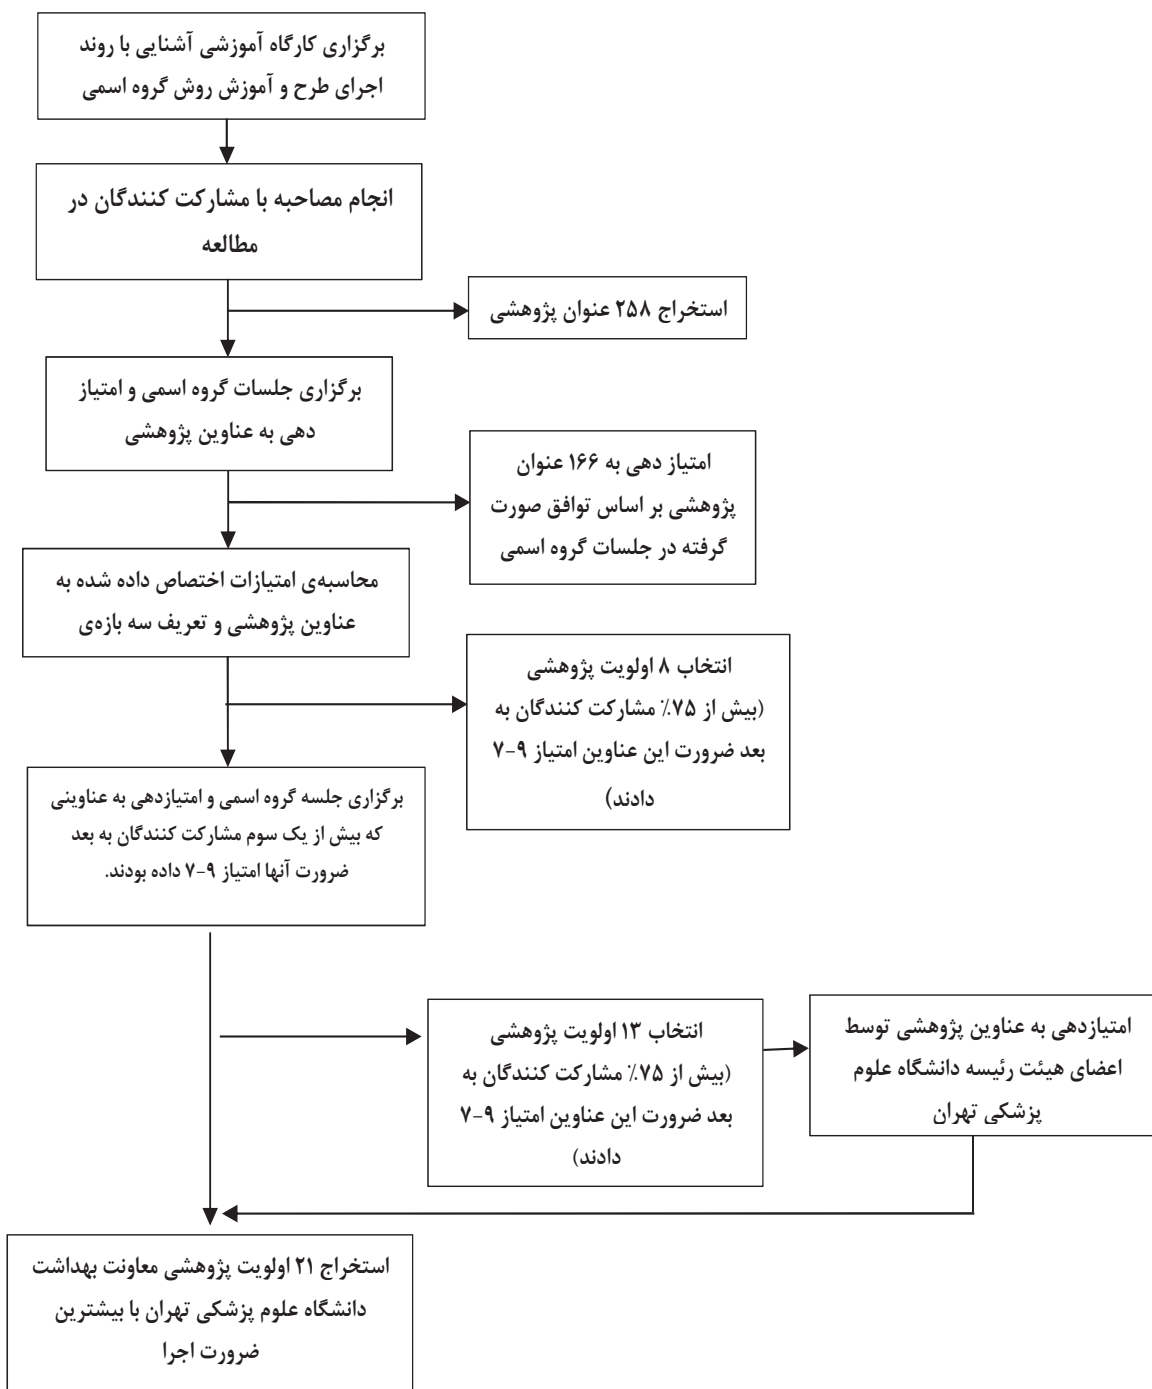 برگزاری کارگاه آموزشی آشنایی با روند
اجرای طرح و آموزش روش گروه اسمی
انجام مصاحبه با مشارکت کنندگان در
مطالعه
استخراج ۲۵۸ عنوان پژوهشی
برگزاری جلسات گروه اسمی و امتیاز
دهی به عناوین پژوهشی
امتیاز دهی به ۱۶۶ عنوان
پژوهشی بر اساس توافق صورت
گرفته در جلسات گروه اسمی
محاسبه‌ی امتیازات اختصاص داده شده به
عناوین پژوهشی و تعریف سه بازه‌ی
انتخاب ۸ اولویت پژوهشی
(بیش از ۷۵٪ مشارکت کنندگان به
بعد ضرورت این عناوین امتیاز ۹-۷
دادند)
برگزاری جلسه گروه اسمی و امتیازدهی به عناوینی
که بیش از یک سوم مشارکت کنندگان به بعد
ضرورت آنها امتیاز ۹-۷ داده بودند.
انتخاب ۱۳ اولویت پژوهشی
(بیش از ۷۵٪ مشارکت کنندگان به
بعد ضرورت این عناوین امتیاز ۹-۷
دادند)
امتیازدهی به عناوین پژوهشی توسط
اعضای هیئت رئیسه دانشگاه علوم
پزشکی تهران
استخراج ۲۱ اولویت پژوهشی معاونت بهداشت
دانشگاه علوم پزشکی تهران با بیشترین
ضرورت اجرا